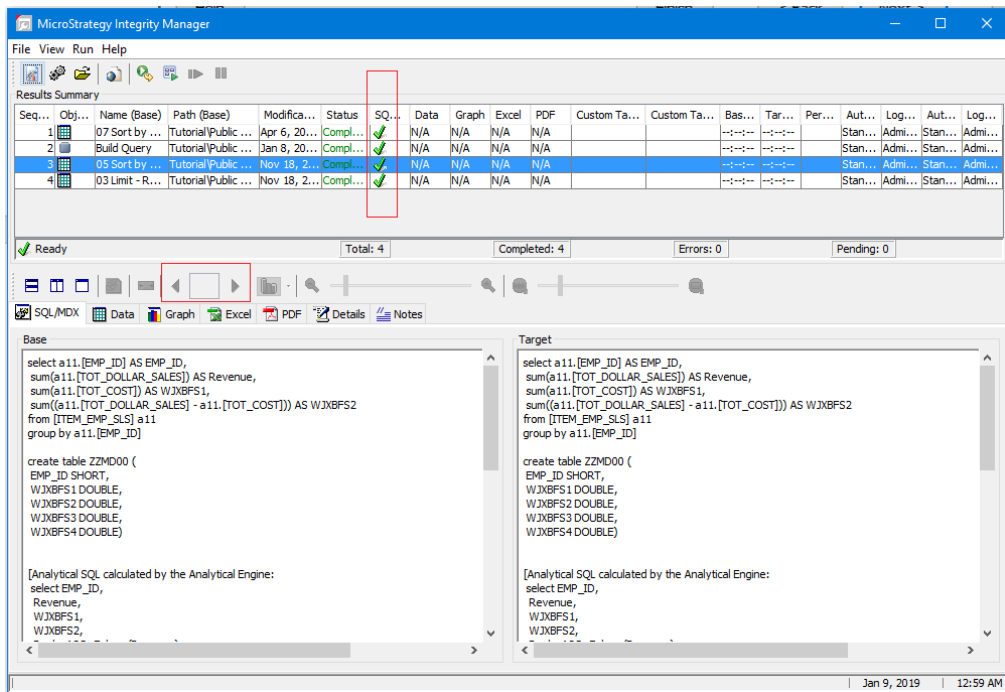 MicroStrategy Integrity Manager
File View Run Help
Results Summary
Seq... Obj... Name (Base) Path (Base) Modifica... Status SQ... Data Graph Excel PDF Custom Ta... Custom Ta... Bas... Tar... Per... Aut... Log... Aut... Log...
1 07 Sort by ... Tutorial\Public ... Apr 6, 20... Compl... N/A N/A N/A N/A --:--:-- --:--:-- Stan... Admi... Stan... Admi...
2 Build Query Tutorial\Public ... Jan 8, 20... Compl... N/A N/A N/A N/A --:--:-- --:--:-- Stan... Admi... Stan... Admi...
3 05 Sort by ... Tutorial\Public ... Nov 18, 2... Compl... N/A N/A N/A N/A --:--:-- --:--:-- Stan... Admi... Stan... Admi...
4 03 Limit - R... Tutorial\Public ... Nov 18, 2... Compl... N/A N/A N/A N/A --:--:-- --:--:-- Stan... Admi... Stan... Admi...
Ready Total: 4 Completed: 4 Errors: 0 Pending: 0
SQL/MDX Data Graph Excel PDF Details Notes
Base
select a11.[EMP_ID] AS EMP_ID,
sum(a11.[TOT_DOLLAR_SALES]) AS Revenue,
sum(a11.[TOT_COST]) AS WJXBFS1,
sum((a11.[TOT_DOLLAR_SALES] - a11.[TOT_COST])) AS WJXBFS2
from [ITEM_EMP_SLS] a11
group by a11.[EMP_ID]
create table ZZMD00 (
EMP_ID SHORT,
WJXBFS1 DOUBLE,
WJXBFS2 DOUBLE,
WJXBFS3 DOUBLE,
WJXBFS4 DOUBLE)
[Analytical SQL calculated by the Analytical Engine:
select EMP_ID,
Revenue,
WJXBFS1,
WJXBFS2,
Target
select a11.[EMP_ID] AS EMP_ID,
sum(a11.[TOT_DOLLAR_SALES]) AS Revenue,
sum(a11.[TOT_COST]) AS WJXBFS1,
sum((a11.[TOT_DOLLAR_SALES] - a11.[TOT_COST])) AS WJXBFS2
from [ITEM_EMP_SLS] a11
group by a11.[EMP_ID]
create table ZZMD00 (
EMP_ID SHORT,
WJXBFS1 DOUBLE,
WJXBFS2 DOUBLE,
WJXBFS3 DOUBLE,
WJXBFS4 DOUBLE)
[Analytical SQL calculated by the Analytical Engine:
select EMP_ID,
Revenue,
WJXBFS1,
WJXBFS2,
Jan 9, 2019 12:59 AM